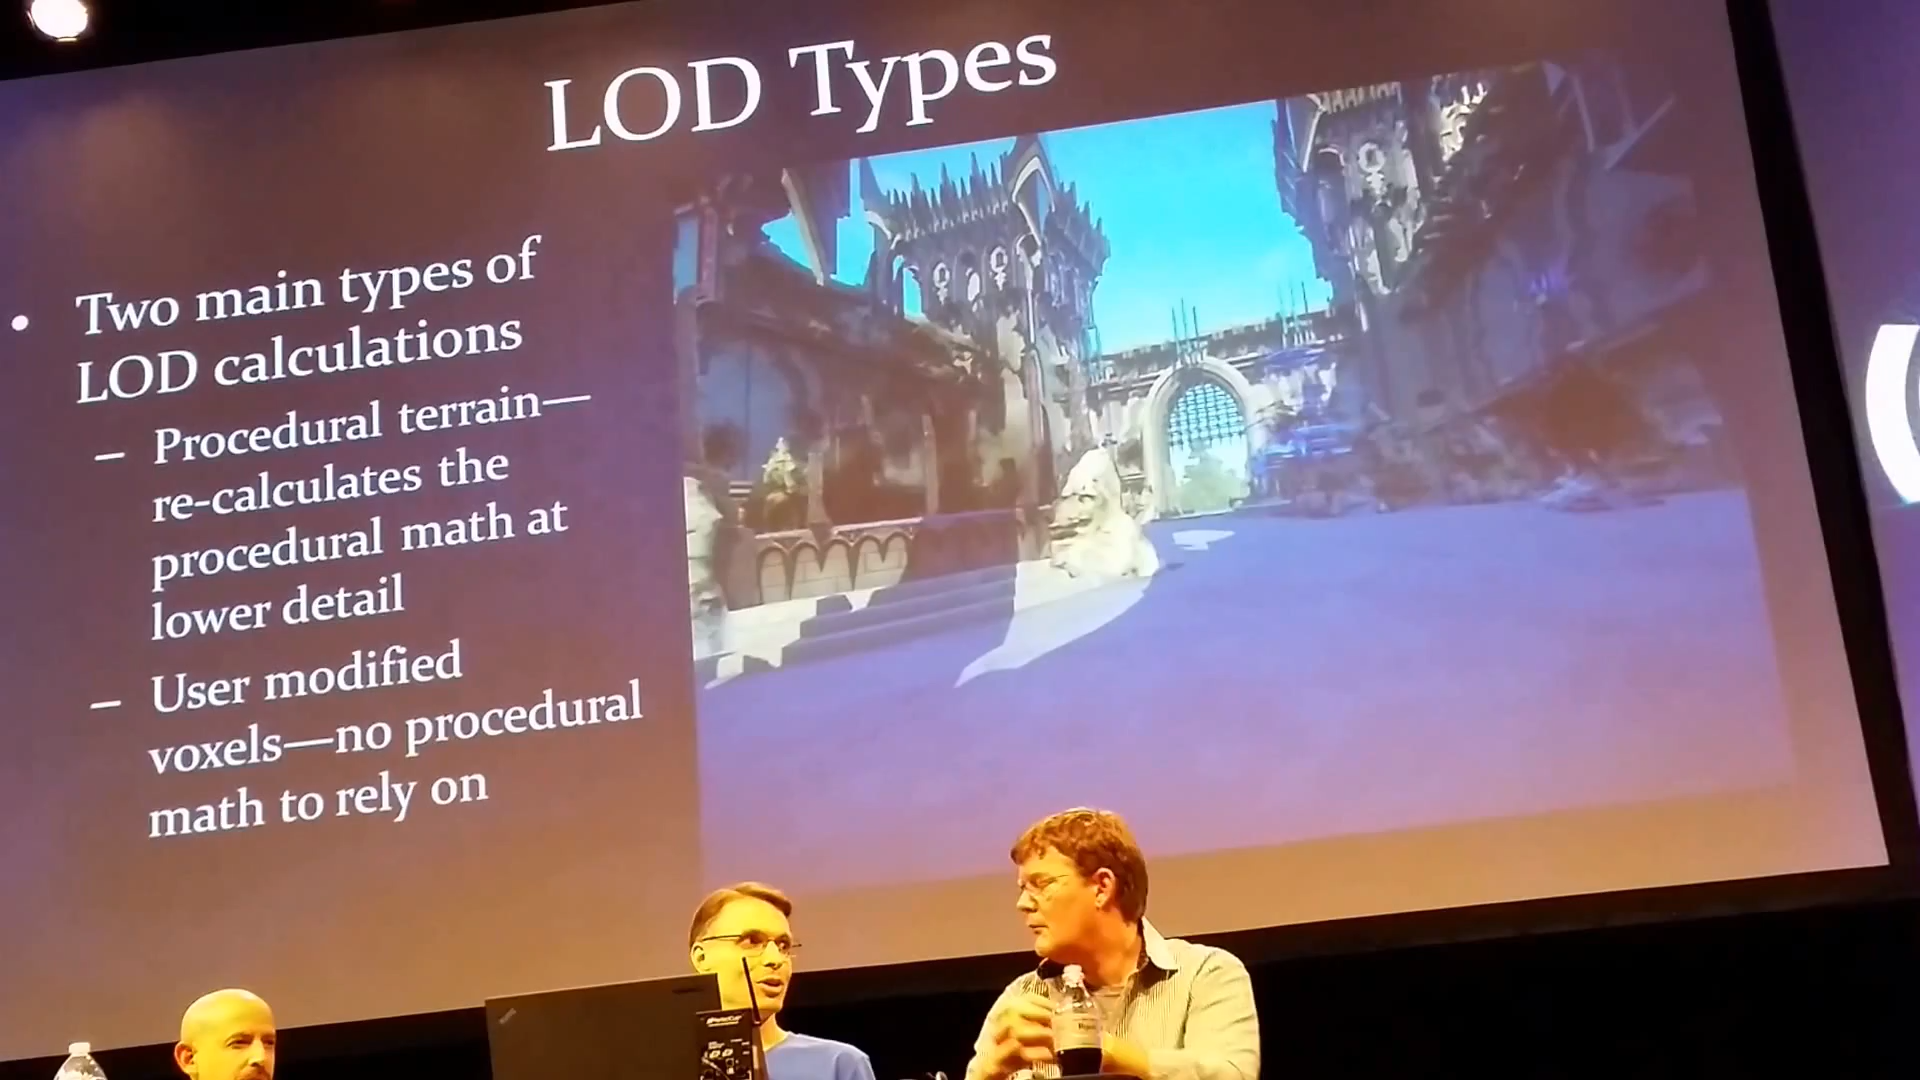 LOD Types
• Two main types of
LOD calculations
– Procedural terrain—
re-calculates the
procedural math at
lower detail
– User modified
voxels—no procedural
math to rely on